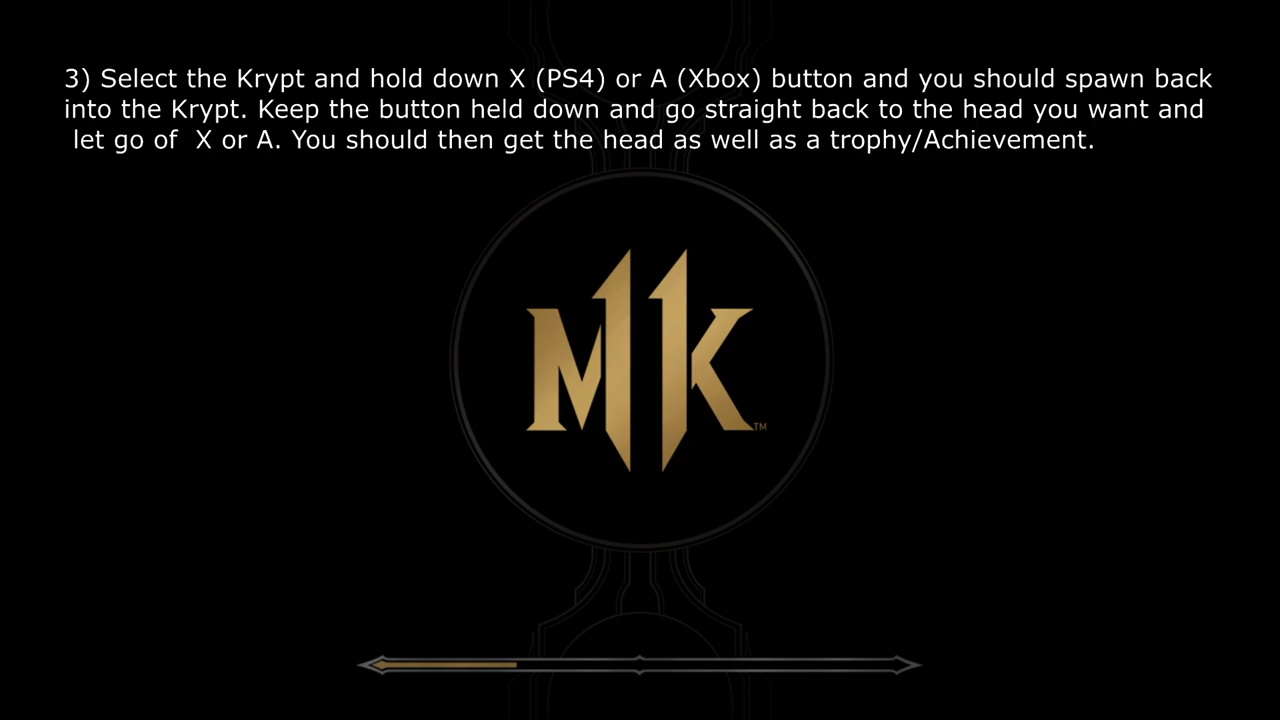 3) Select the Krypt and hold down X (PS4) or A (Xbox) button and you should spawn back
into the Krypt. Keep the button held down and go straight back to the head you want and
let go of  X or A. You should then get the head as well as a trophy/Achievement.
M11K
TM